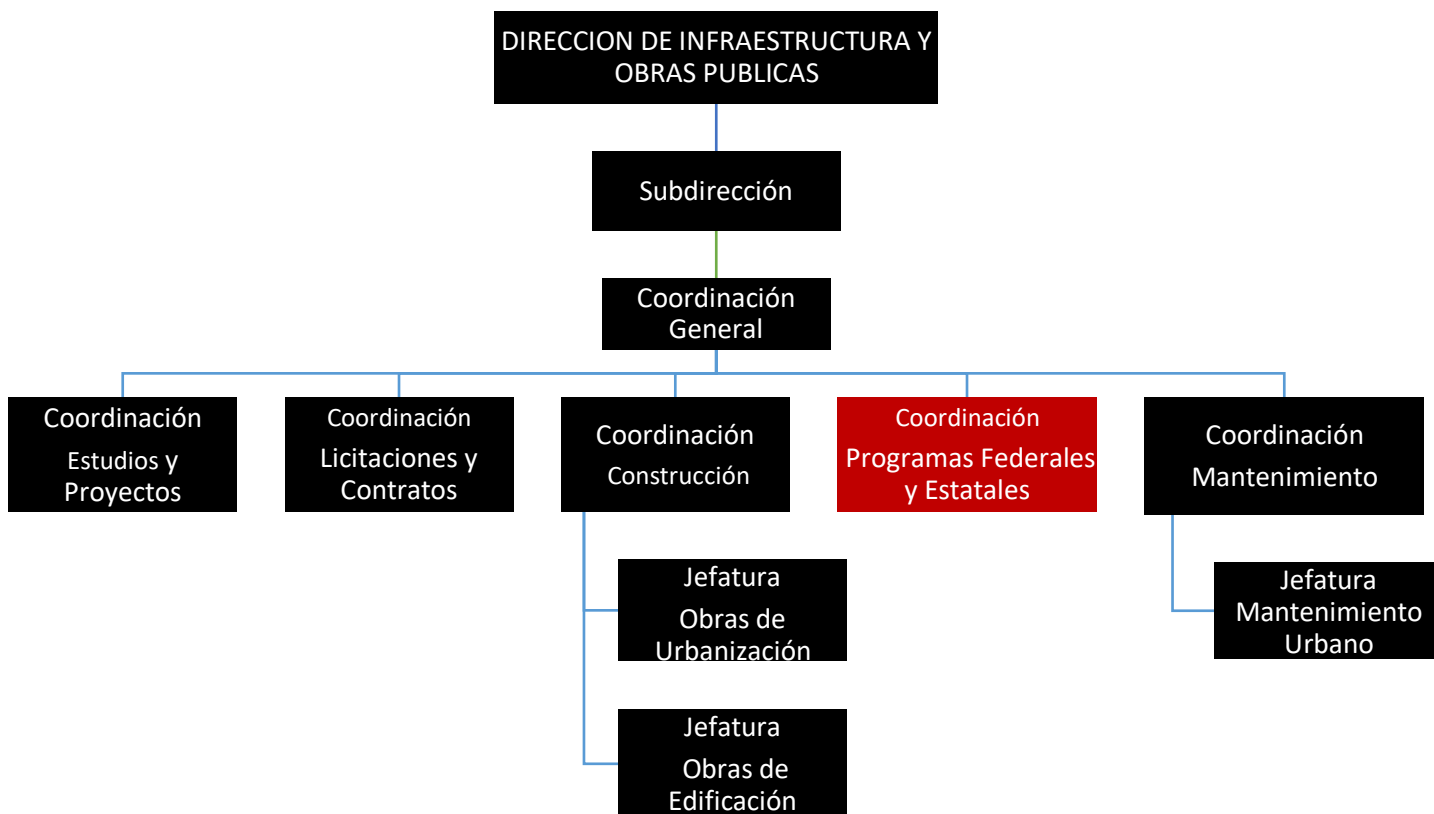 DIRECCION DE INFRAESTRUCTURA Y
OBRAS PUBLICAS
Subdirección
Coordinación
General
Coordinación
Estudios y
Proyectos
Coordinación
Licitaciones y
Contratos
Coordinación
Construcción
Coordinación
Programas Federales
y Estatales
Coordinación
Mantenimiento
Jefatura
Obras de
Urbanización
Jefatura
Mantenimiento
Urbano
Jefatura
Obras de
Edificación